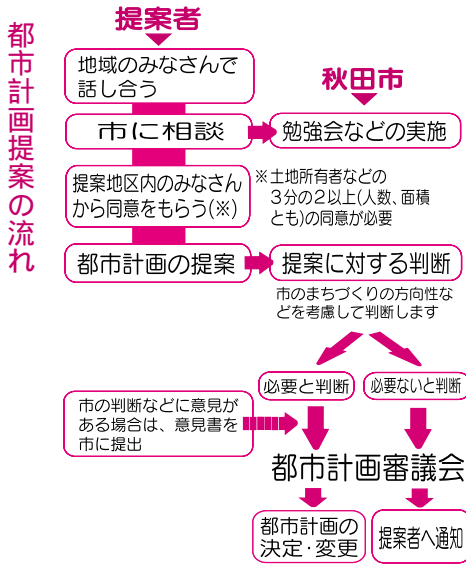 都市計画提案の流れ
提案者
地域のみなさんで
話し合う
秋田市
市に相談
勉強会などの実施
提案地区内のみなさん
から同意をもらう(※)
※土地所有者などの
3分の2以上(人数、面積
とも)の同意が必要
都市計画の提案
提案に対する判断
市のまちづくりの方向性な
どを考慮して判断します
必要と判断
必要ないと判断
市の判断などに意見が
ある場合は、意見書を
市に提出
都市計画審議会
都市計画の
決定・変更
提案者へ通知